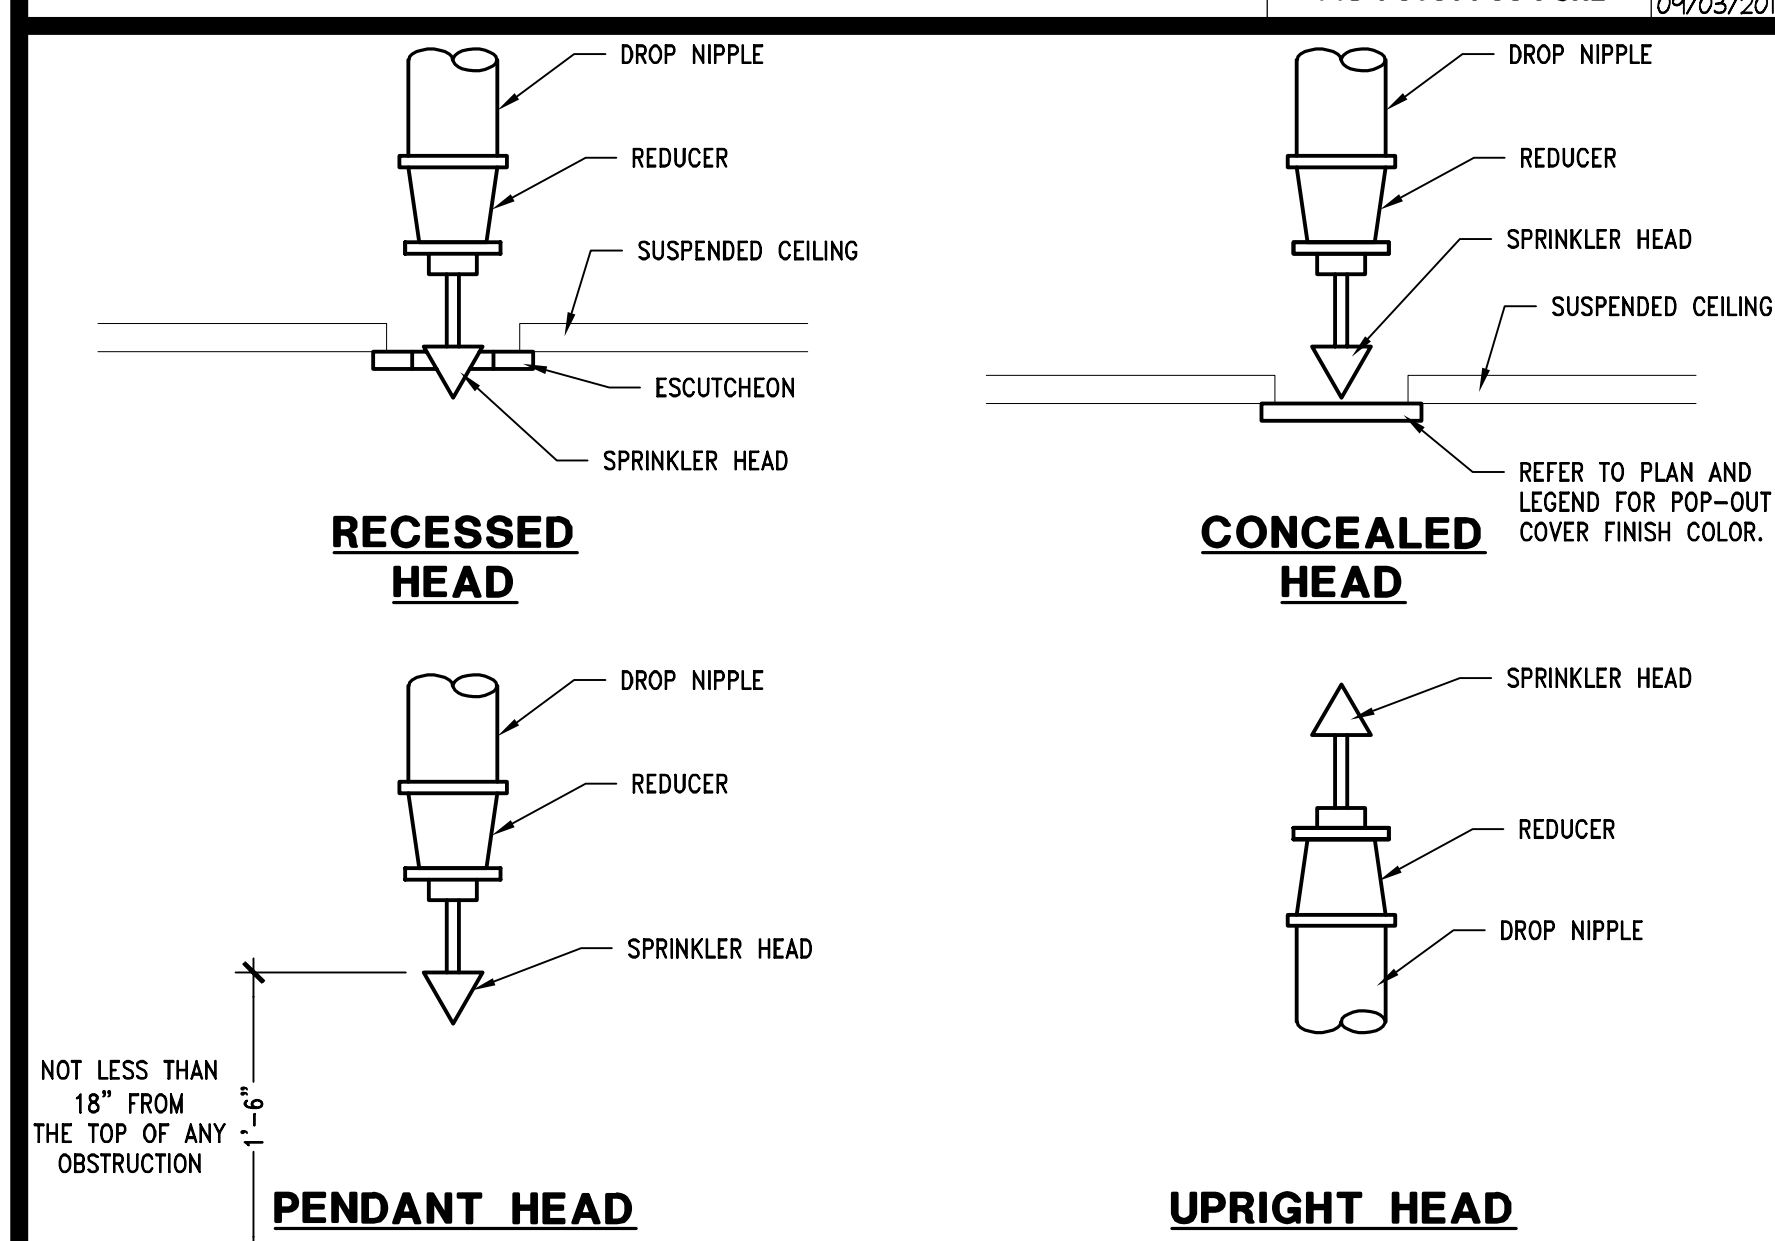 DROP NIPPLE
REDUCER
SUSPENDED CEILING
ESCUTCHEON
SPRINKLER HEAD
RECESSED
HEAD
DROP NIPPLE
REDUCER
SPRINKLER HEAD
SUSPENDED CEILING
REFER TO PLAN AND
LEGEND FOR POP-OUT
COVER FINISH COLOR.
CONCEALED
HEAD
DROP NIPPLE
REDUCER
SPRINKLER HEAD
NOT LESS THAN
18" FROM
THE TOP OF ANY
OBSTRUCTION
1'-6"
PENDANT HEAD
SPRINKLER HEAD
REDUCER
DROP NIPPLE
UPRIGHT HEAD